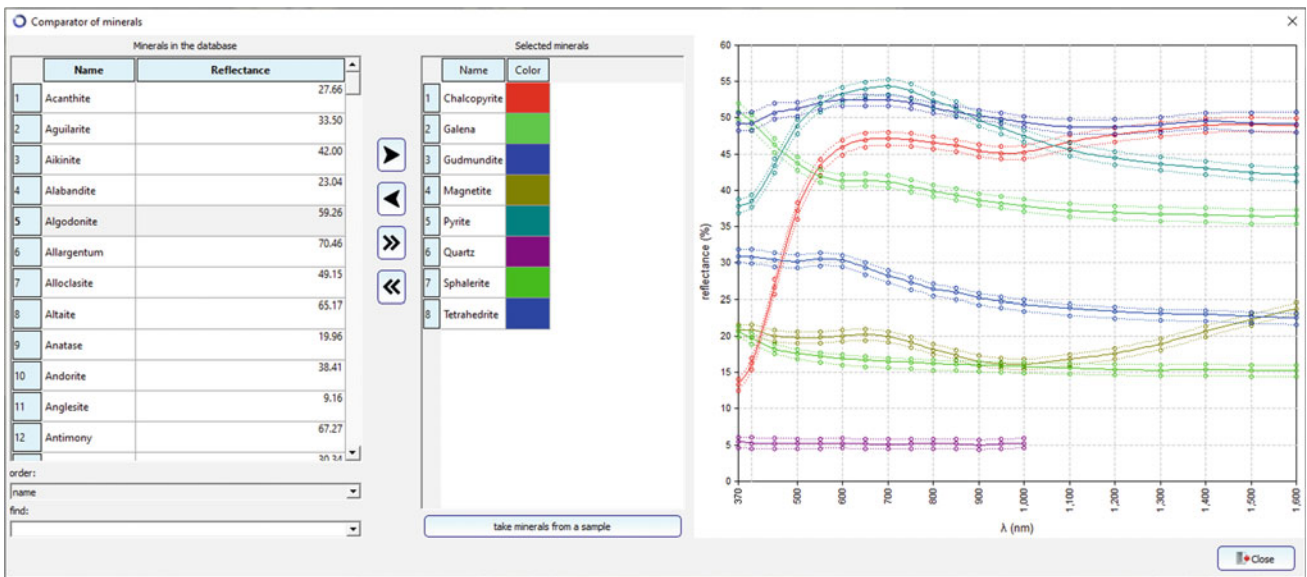 Comparator of minerals
Minerals in the database
Name Reflectance
1 Acanthite 27.66
2 Aguilarite 33.50
3 Aikinite 42.00
4 Alabandite 23.04
5 Algodonite 59.26
6 Allargentum 70.46
7 Alloclasite 49.15
8 Altaite 65.17
9 Anatase 19.96
10 Andorite 38.41
11 Anglesite 9.16
12 Antimony 67.27
30.34
order:
name
find:
Selected minerals
Name Color
1 Chalcopyrite
2 Galena
3 Gudmundite
4 Magnetite
5 Pyrite
6 Quartz
7 Sphalerite
8 Tetrahedrite
take minerals from a sample
60
55
50
45
40
35
30
25
20
15
10
5
0
reflectance (%)
370 500 600 700 800 900 1,000 1,100 1,200 1,300 1,400 1,500 1,600
λ (nm)
Close